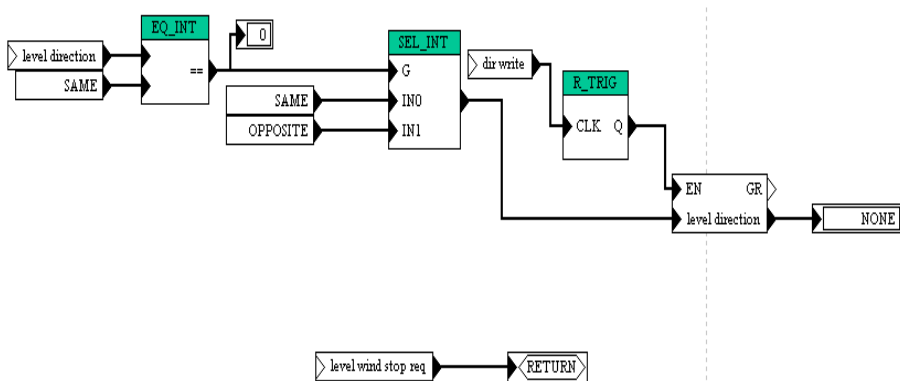 EQ_INT
level direction
SAME
==
0
SEL_INT
G
SAME
IN0
OPPOSITE
IN1
dir write
R_TRIG
CLK Q
EN GR
level direction
NONE
level wind stop req
RETURN